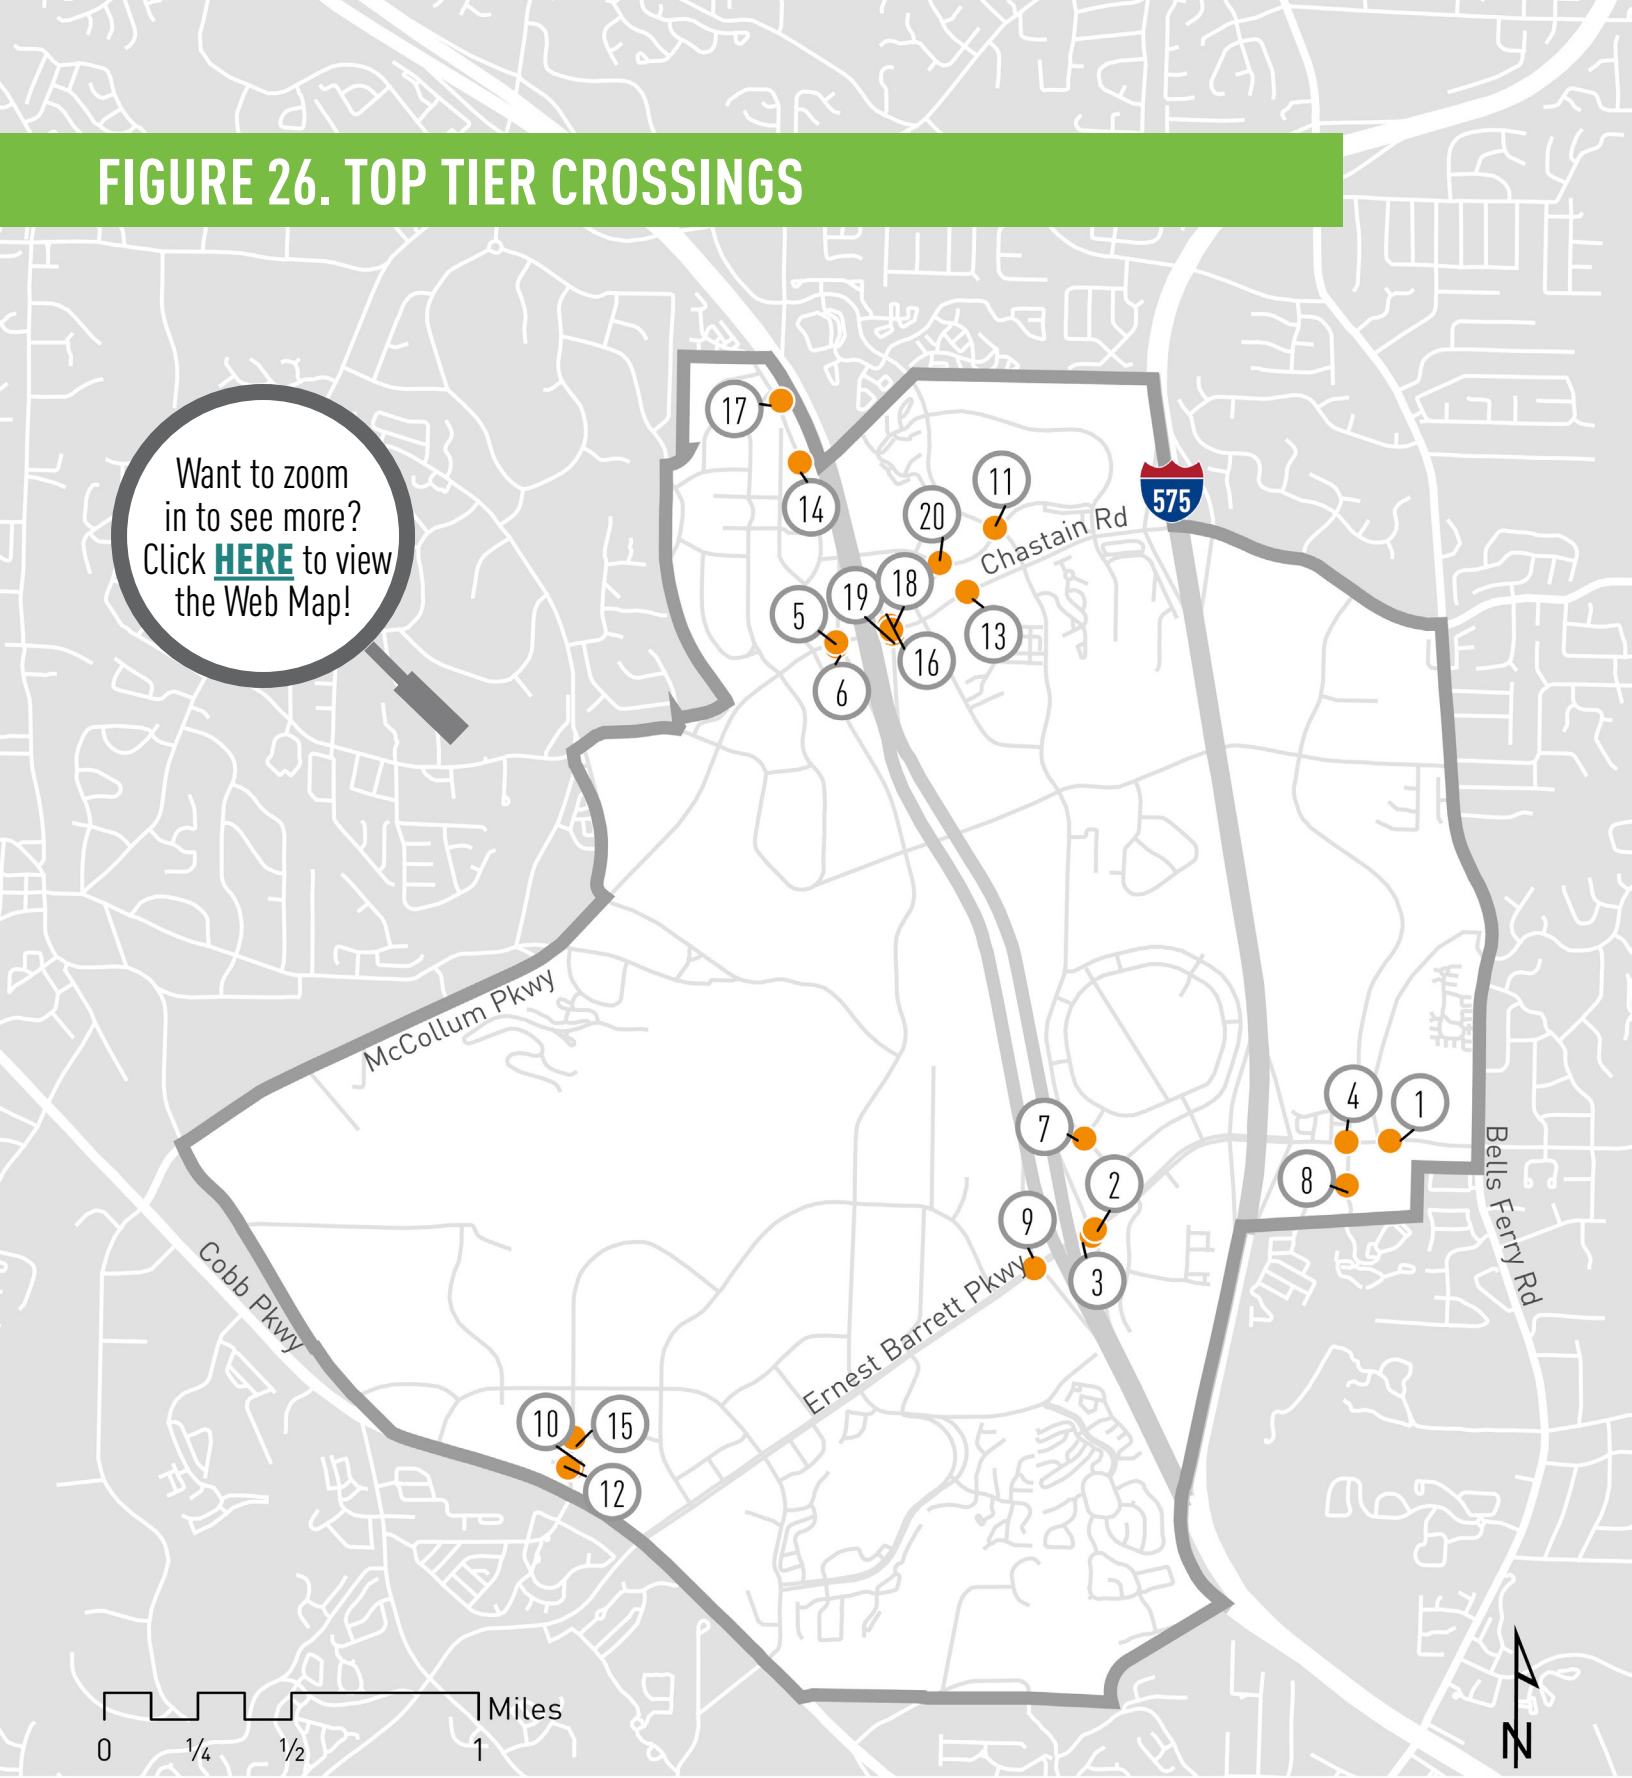 FIGURE 26. TOP TIER CROSSINGS
Want to zoom
in to see more?
Click HERE to view
the Web Map!
17
14
11
20
575
Chastain Rd
18
19
5
13
16
6
McCollum Pkwy
4
1
7
Bells Ferry Rd
8
2
9
3
Cobb Pkwy
Ernest Barrett Pkwy
10
15
12
Miles
0
1/4
1/2
1
N